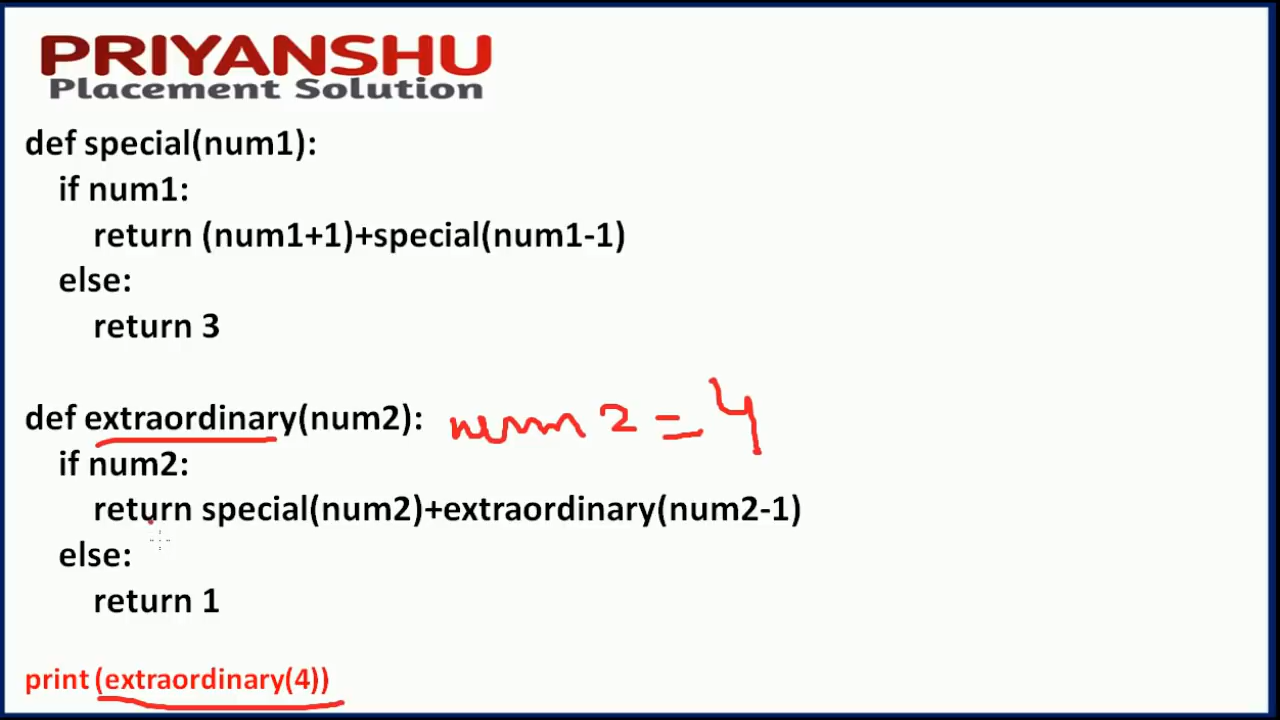 PRIYANSHU
Placement Solution
def special(num1):
if num1:
return (num1+1)+special(num1-1)
else:
return 3
def extraordinary(num2): num2=4
if num2:
return special(num2)+extraordinary(num2-1)
else:
return 1
print (extraordinary(4))